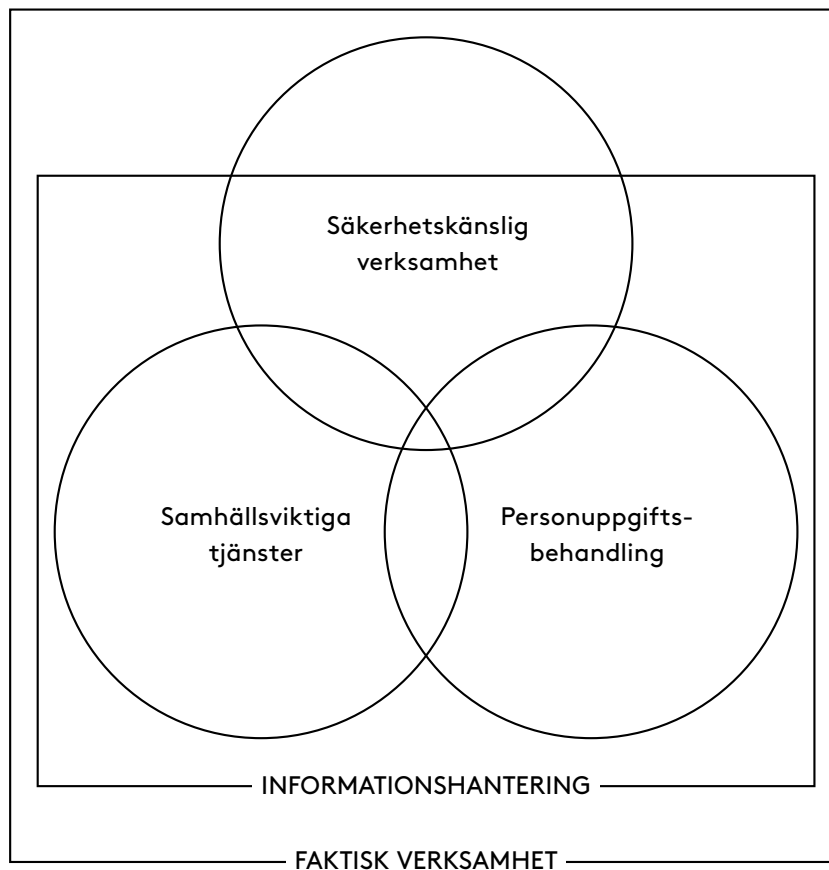 Säkerhetskänslig
verksamhet
Samhällsviktiga
tjänster
Personuppgifts-
behandling
INFORMATIONSHANTERING
FAKTISK VERKSAMHET